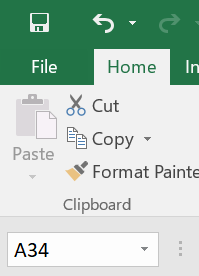 File Home In
Cut
Copy
Paste
Format Painte
Clipboard
A34